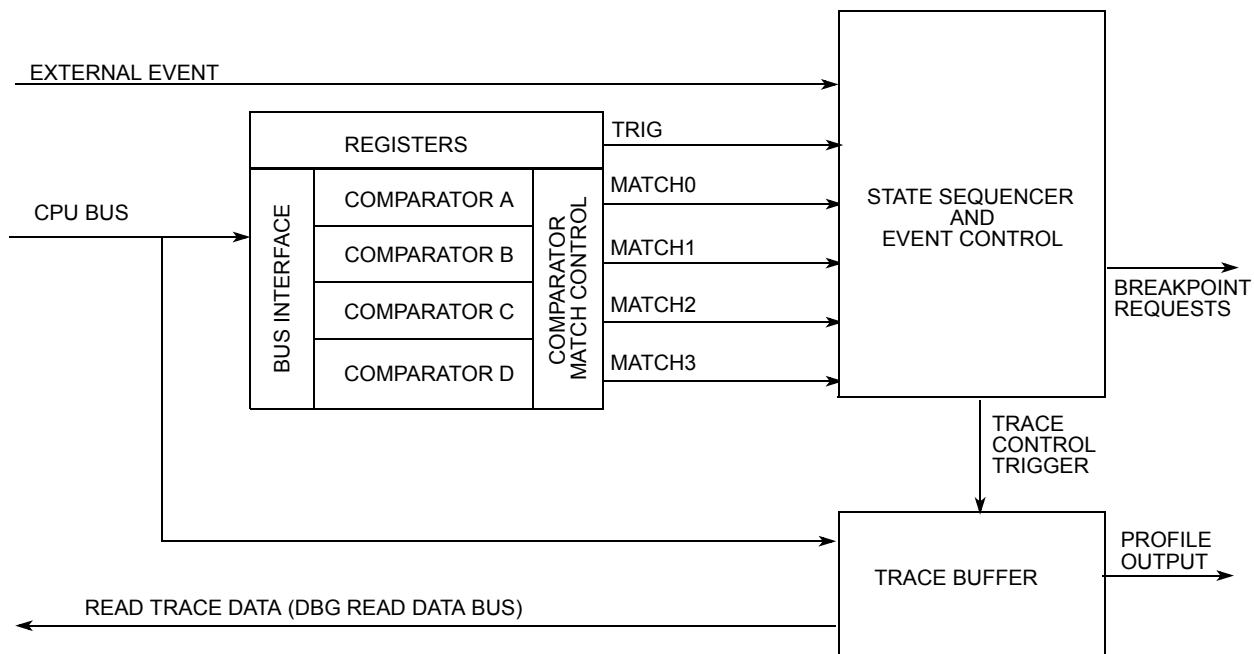 EXTERNAL EVENT
REGISTERS
TRIG
CPU BUS
BUS INTERFACE
COMPARATOR A
COMPARATOR B
COMPARATOR C
COMPARATOR D
COMPARATOR
MATCH CONTROL
MATCH0
MATCH1
MATCH2
MATCH3
STATE SEQUENCER
AND
EVENT CONTROL
BREAKPOINT
REQUESTS
TRACE
CONTROL
TRIGGER
TRACE BUFFER
PROFILE
OUTPUT
READ TRACE DATA (DBG READ DATA BUS)